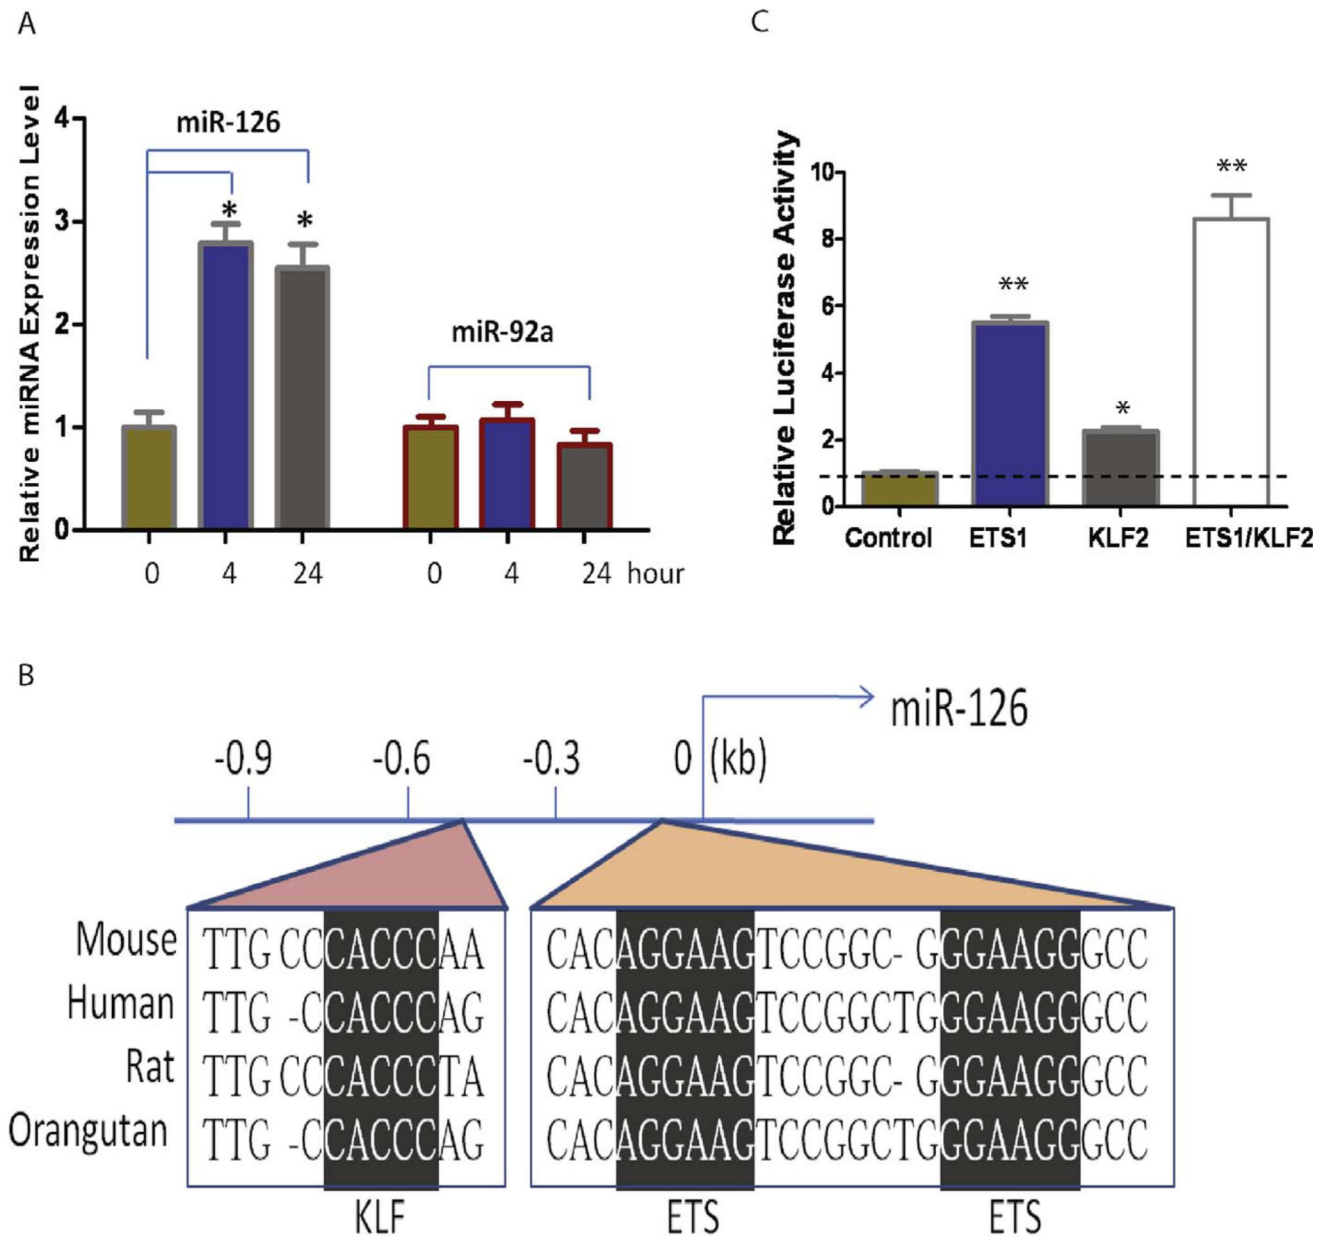 A
Relative miRNA Expression Level
4
3
2
1
0
miR-126
*
*
miR-92a
0 4 24 0 4 24 hour
C
Relative Luciferase Activity
10
8
6
4
2
0
**
*
**
Control ETS1 KLF2 ETS1/KLF2
B
miR-126
-0.9 -0.6 -0.3 0 (kb)
Mouse TTG CCCACCCAA CACAGGAAGTCCGGC- GGGAAGGGCC
Human TTG -CCACCCAG CACAGGAAGTCCGGCTGGGAAGGGCC
Rat TTG CCCACCCTA CACAGGAAGTCCGGC- GGGAAGGGCC
Orangutan TTG -CCACCCAG CACAGGAAGTCCGGCTGGGAAGGGCC
KLF ETS ETS